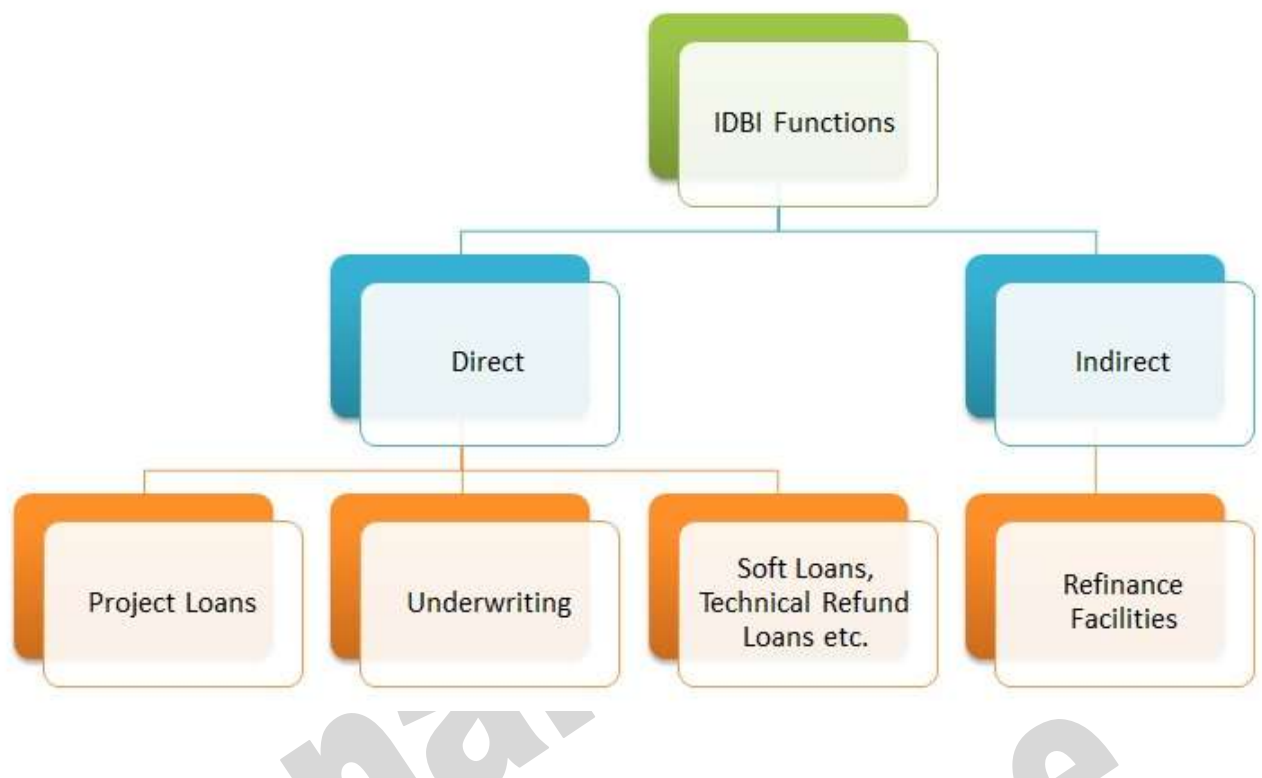 IDBI Functions
Direct
Indirect
Project Loans
Underwriting
Soft Loans,
Technical Refund
Loans etc.
Refinance
Facilities